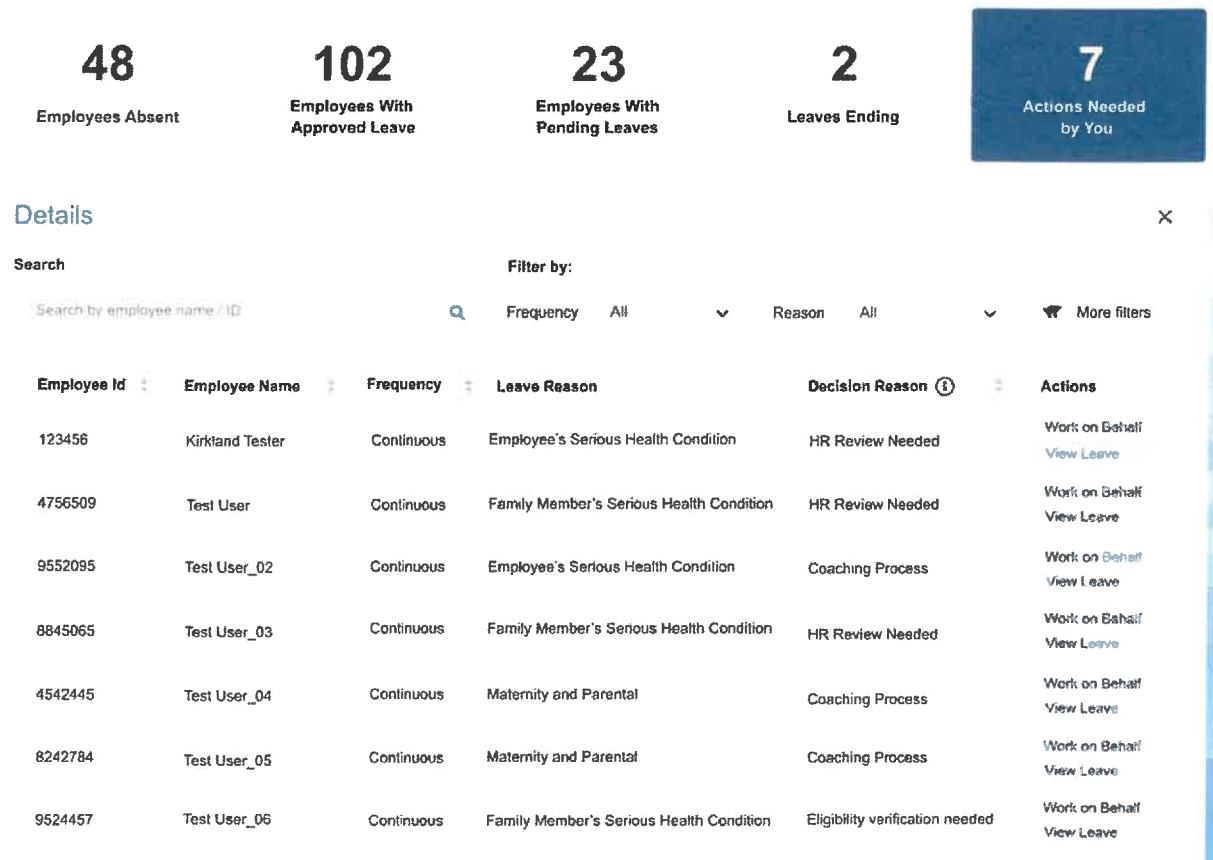 48
102
23
2
7
Employees Absent
Employees With
Approved Leave
Employees With
Pending Leaves
Leaves Ending
Actions Needed
by You
Details
×
Search
Filter by:
Search by employee name / ID
Frequency All
Reason All
More filters
Employee Id Employee Name Frequency Leave Reason Decision Reason Actions
123456 Kirkland Tester Continuous Employee's Serious Health Condition HR Review Needed Work on Behalf
View Leave
4756509 Test User Continuous Family Member's Serious Health Condition HR Review Needed Work on Behalf
View Leave
9552095 Test User_02 Continuous Employee's Serious Health Condition Coaching Process Work on Behalf
View Leave
8845065 Test User_03 Continuous Family Member's Serious Health Condition HR Review Needed Work on Behalf
View Leave
4542445 Test User_04 Continuous Maternity and Parental Coaching Process Work on Behalf
View Leave
8242784 Test User_05 Continuous Maternity and Parental Coaching Process Work on Behalf
View Leave
9524457 Test User_06 Continuous Family Member's Serious Health Condition Eligibility verification needed Work on Behalf
View Leave